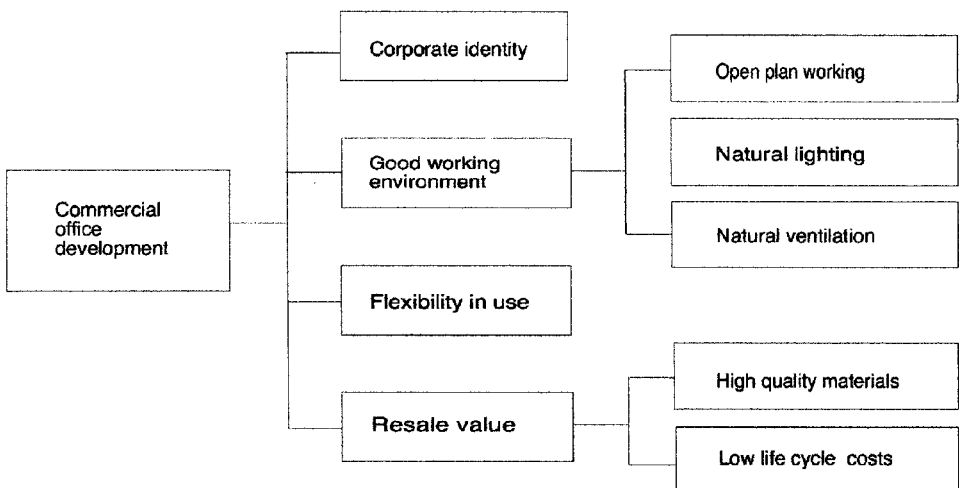 Commercial
office
development
Corporate identity
Good working
environment
Flexibility in use
Resale value
Open plan working
Natural lighting
Natural ventilation
High quality materials
Low life cycle costs